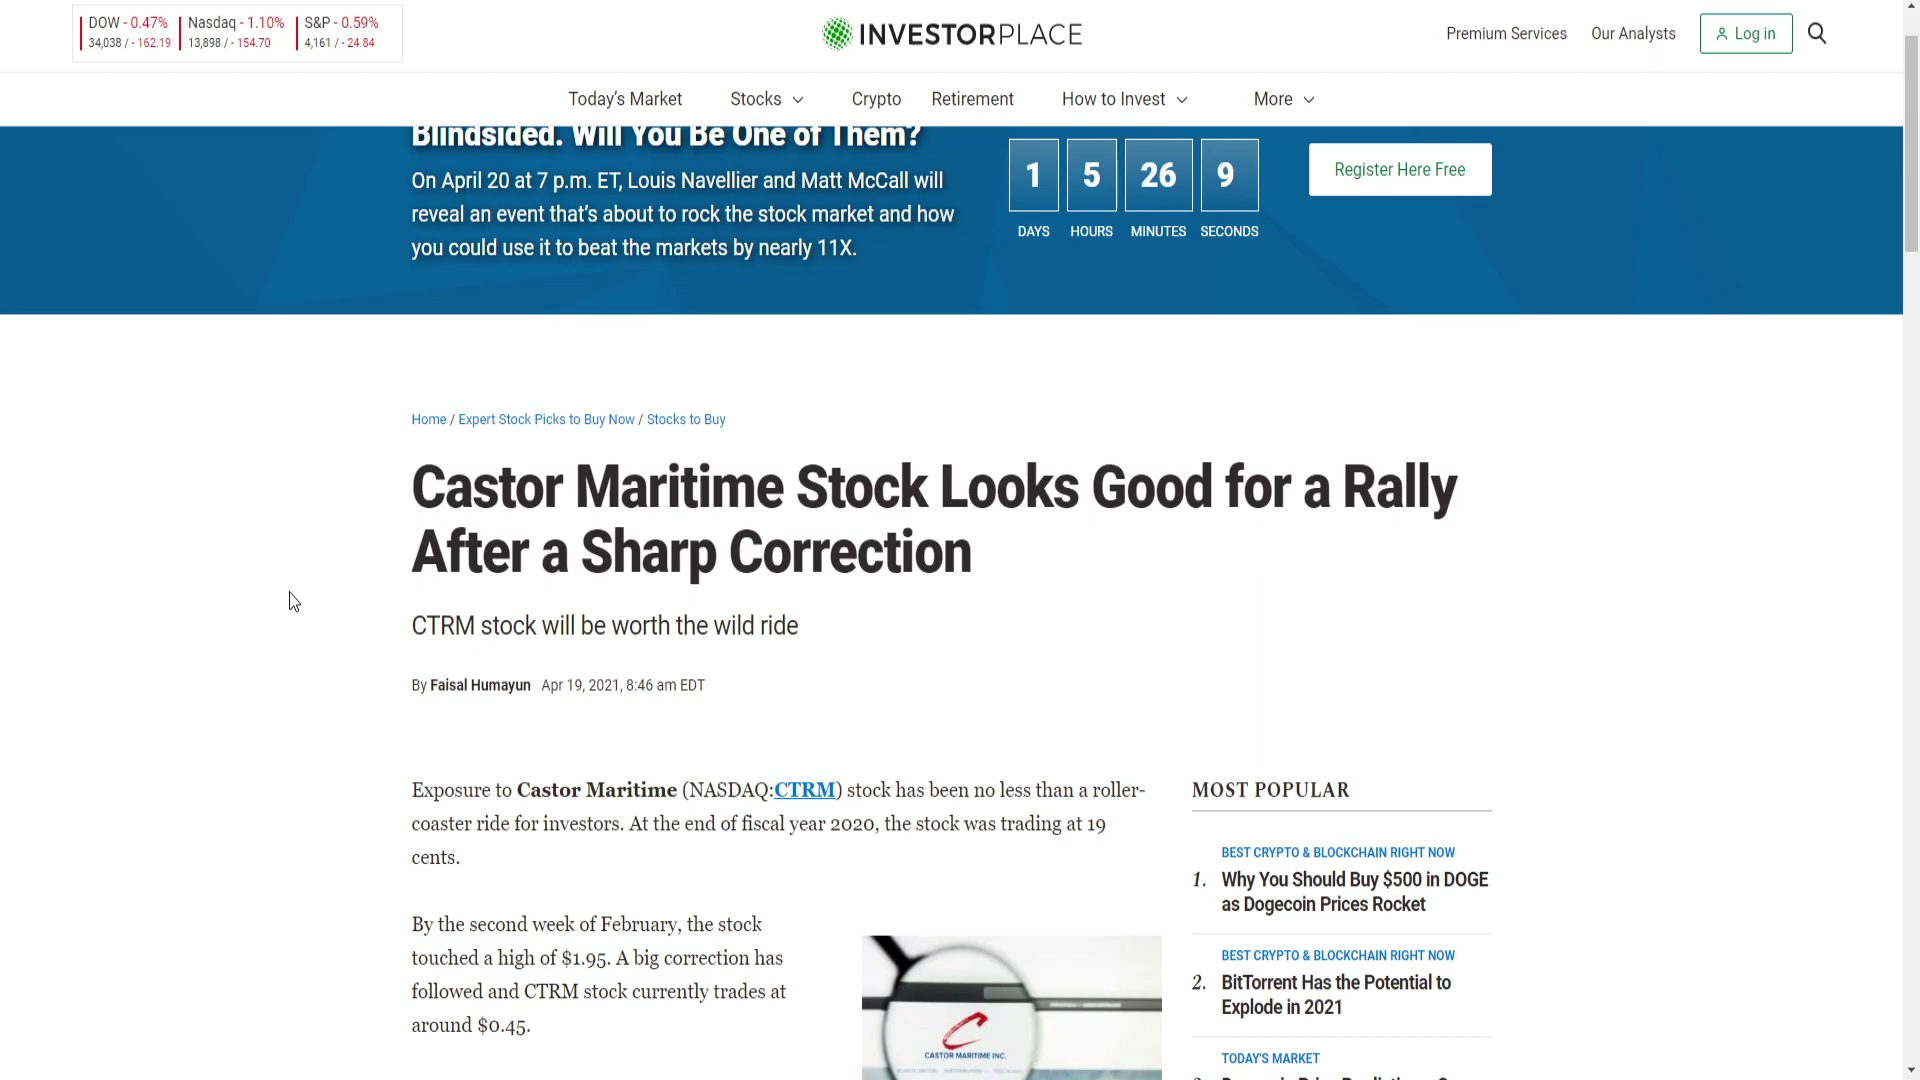 DOW - 0.47%
34,038 / - 162.19
Nasdaq - 1.10%
13,898 / - 154.70
S&P - 0.59%
4,161 / - 24.84
INVESTORPLACE
Premium Services
Our Analysts
Log in
Today's Market
Stocks
Crypto
Retirement
How to Invest
More
Blindsided. Will You Be One of Them?
On April 20 at 7 p.m. ET, Louis Navellier and Matt McCall will
reveal an event that's about to rock the stock market and how
you could use it to beat the markets by nearly 11X.
1 5 26 9
DAYS HOURS MINUTES SECONDS
Register Here Free
Home / Expert Stock Picks to Buy Now / Stocks to Buy
Castor Maritime Stock Looks Good for a Rally
After a Sharp Correction
CTRM stock will be worth the wild ride
By Faisal Humayun Apr 19, 2021, 8:46 am EDT
Exposure to Castor Maritime (NASDAQ:CTRM) stock has been no less than a roller-
coaster ride for investors. At the end of fiscal year 2020, the stock was trading at 19
cents.
By the second week of February, the stock
touched a high of $1.95. A big correction has
followed and CTRM stock currently trades at
around $0.45.
CASTOR MARITIME INC.
MOST POPULAR
BEST CRYPTO & BLOCKCHAIN RIGHT NOW
1. Why You Should Buy $500 in DOGE
as Dogecoin Prices Rocket
BEST CRYPTO & BLOCKCHAIN RIGHT NOW
2. BitTorrent Has the Potential to
Explode in 2021
TODAY'S MARKET